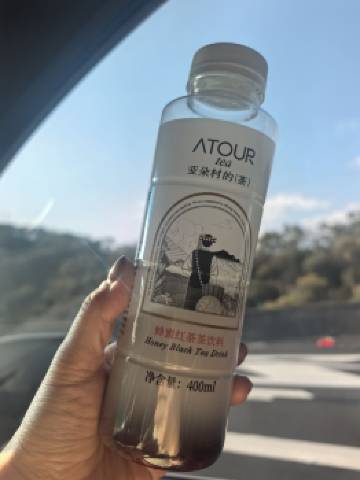 ATOUR
tea
亚朵村的(茶)
蜂蜜红茶茶饮料
Honey Black Tea Drink
净含量：400ml